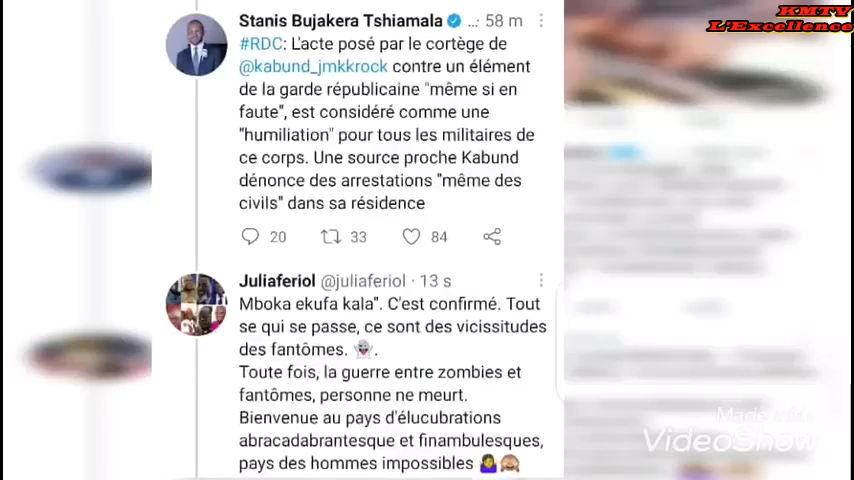 KMTV
L'Excellence
Stanis Bujakera Tshiamala ... 58 m
#RDC: L'acte posé par le cortège de
@kabund_jmkkrock contre un élément
de la garde républicaine "même si en
faute", est considéré comme une
"humiliation" pour tous les militaires de
ce corps. Une source proche Kabund
dénonce des arrestations "même des
civils" dans sa résidence
20 33 84
Juliaferiol @juliaferiol · 13 s
Mboka ekufa kala". C'est confirmé. Tout
se qui se passe, ce sont des vicissitudes
des fantômes. 👻.
Toute fois, la guerre entre zombies et
fantômes, personne ne meurt.
Bienvenue au pays d'élucubrations
abracadabrantesque et finambulesques,
pays des hommes impossibles 🤷‍♀️🙈
Made with
VideoShow